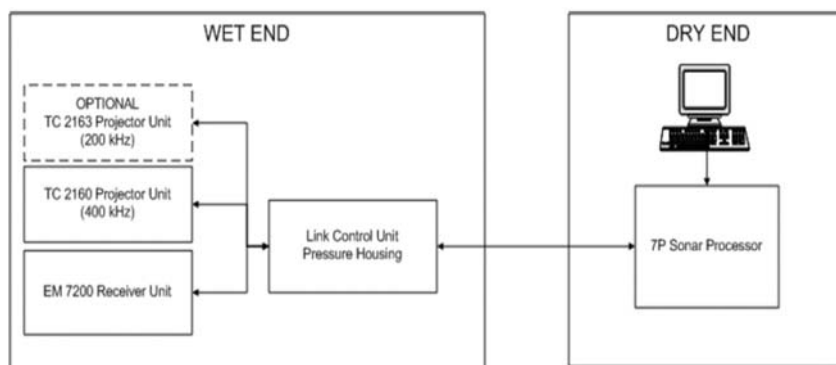 WET END
OPTIONAL
TC 2163 Projector Unit
(200 kHz)
TC 2160 Projector Unit
(400 kHz)
EM 7200 Receiver Unit
Link Control Unit
Pressure Housing
DRY END
7P Sonar Processor